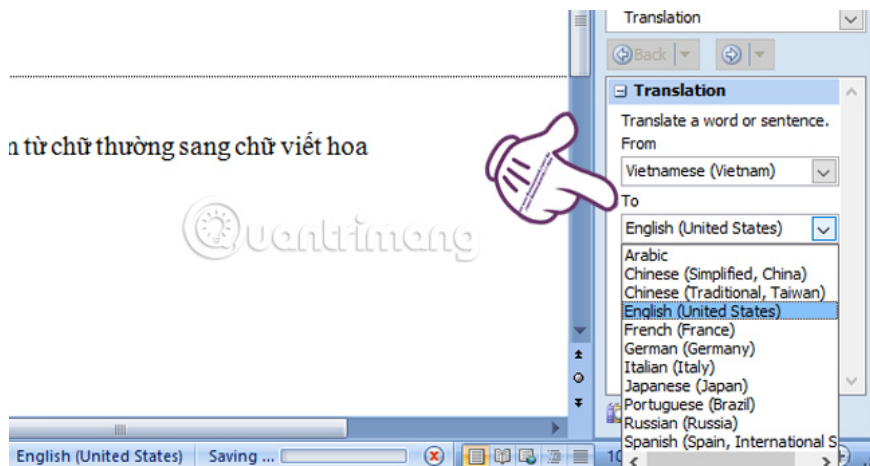 Translation
Back
Translation
Translate a word or sentence.
From
n từ chữ thường sang chữ viết hoa
Vietnamese (Vietnam)
To
Quantrimang
English (United States)
Arabic
Chinese (Simplified, China)
Chinese (Traditional, Taiwan)
English (United States)
French (France)
German (Germany)
Italian (Italy)
Japanese (Japan)
Portuguese (Brazil)
Russian (Russia)
Spanish (Spain, International S
English (United States) Saving ... 10